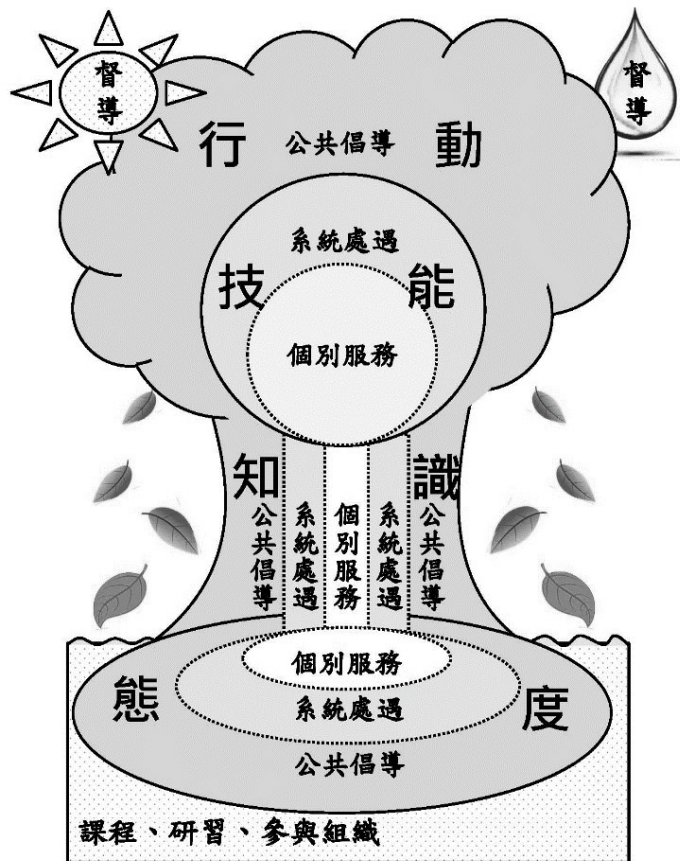 督導
督導
行 公共倡導 動
系統處遇
技 能
個別服務
知 識
公共倡導
系統處遇
個別服務
系統處遇
公共倡導
個別服務
態 度
系統處遇
公共倡導
課程、研習、參與組織